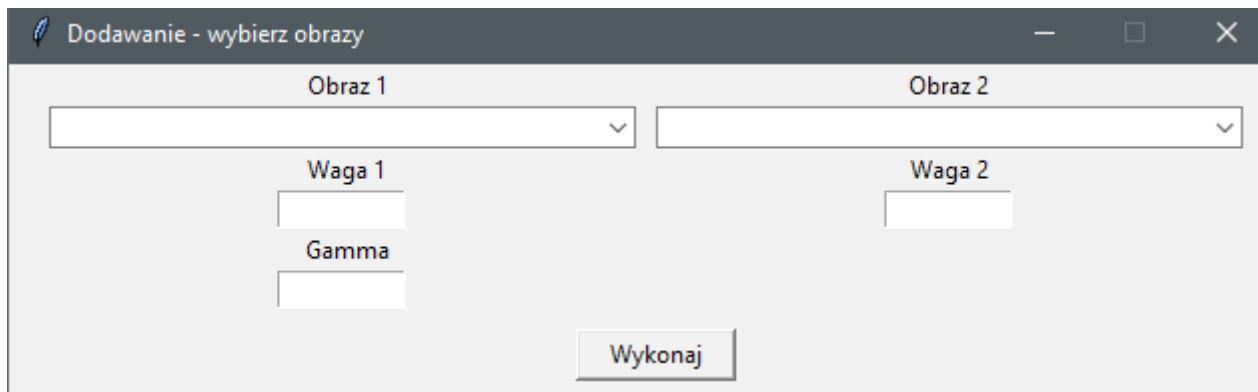 Dodawanie - wybierz obrazy
Obraz 1 Obraz 2
Waga 1 Waga 2
Gamma
Wykonaj